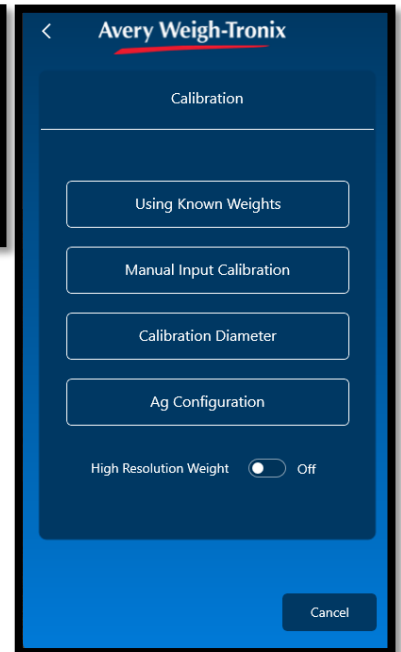 Avery Weigh-Tronix
Calibration
Using Known Weights
Manual Input Calibration
Calibration Diameter
Ag Configuration
High Resolution Weight Off
Cancel